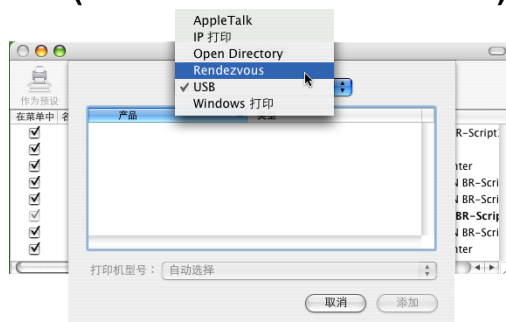 AppleTalk
IP 打印
Open Directory
Rendezvous
✓ USB
Windows 打印
作为预设
在菜单中 名
产品
BR-Script
nter
N BR-Scri
N BR-Scri
BR-Scrip
N BR-Scri
nter
打印机型号： 自动选择
取消 添加